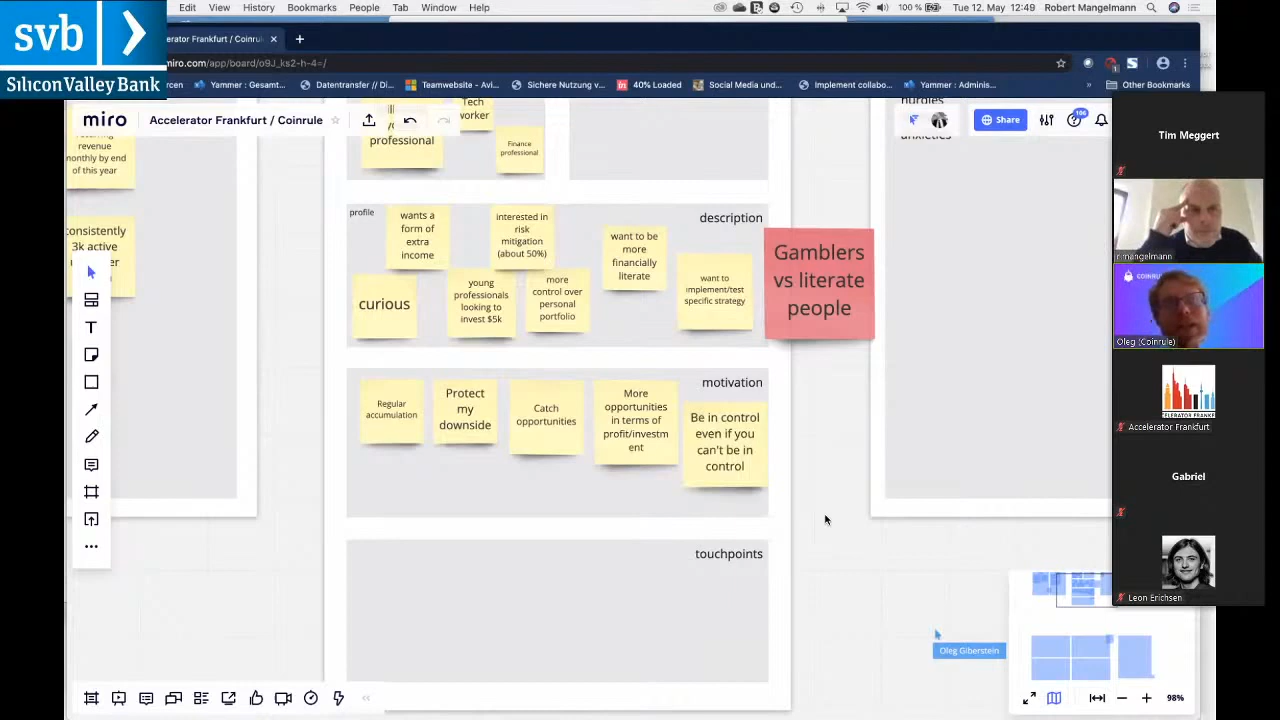 svb
Silicon Valley Bank
Edit View History Bookmarks People Tab Window Help
100 % Tue 12. May 12:49 Robert Mangelmann
celerator Frankfurt / Coinrul
miro.com/app/board/o9J_ks2-h-4=/
Yammer : Gesamt...
Datentransfer // Di...
Teamwebsite - Avi...
Sichere Nutzung v...
40% Loaded
Social Media und...
Implement collabo...
Yammer : Adminis...
Other Bookmarks
miro
Accelerator Frankfurt / Coinrule
Share
revenue
monthly by end
of this year
consistently
3k active
professional
Tech
worker
Finance
professional
hurdles
anxieties
profile
description
wants a
form of
extra
income
interested in
risk
mitigation
(about 50%)
want to be
more
financially
literate
want to
implement/test
specific strategy
curious
young
professionals
looking to
invest $5k
more
control over
personal
portfolio
Gamblers
vs literate
people
motivation
Regular
accumulation
Protect
my
downside
Catch
opportunities
More
opportunities
in terms of
profit/investm
ent
Be in control
even if you
can't be in
control
touchpoints
Oleg Giberstein
98%
Tim Meggert
r mangelmann
COINRU
Oleg (Coinrule)
CELERATOR FRANKF
Accelerator Frankfurt
Gabriel
Leon Erichsen